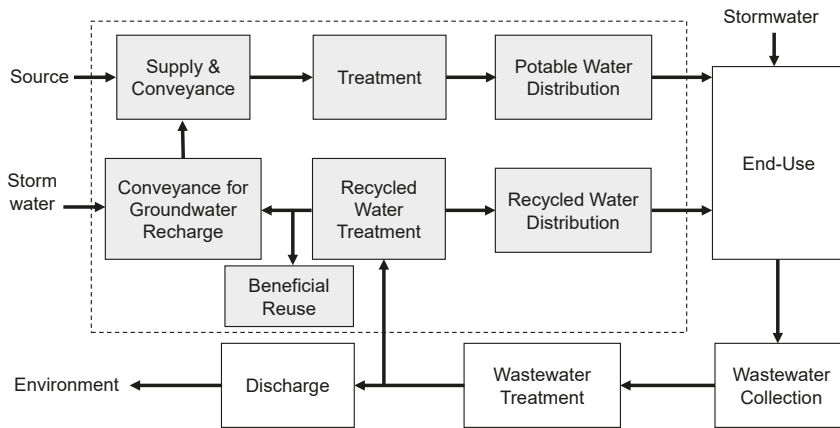 Stormwater
Source
Supply &
Conveyance
Treatment
Potable Water
Distribution
End-Use
Storm
water
Conveyance for
Groundwater
Recharge
Recycled
Water
Treatment
Recycled Water
Distribution
Beneficial
Reuse
Environment
Discharge
Wastewater
Treatment
Wastewater
Collection